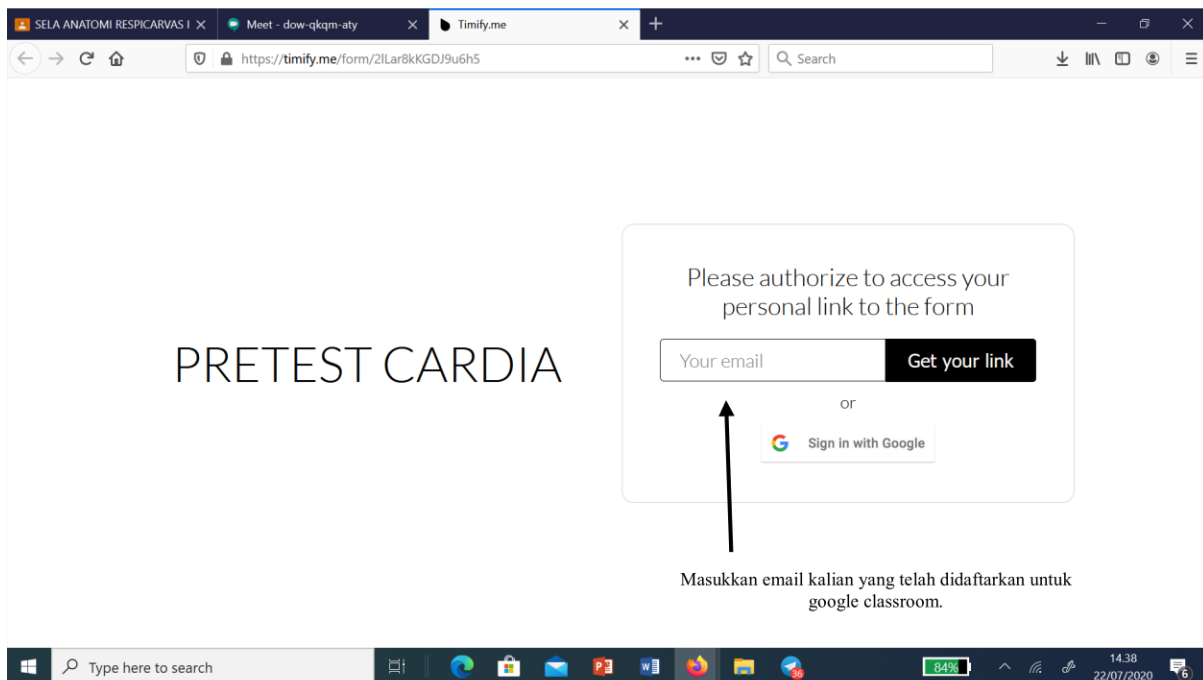 SELA ANATOMI RESPICARVAS I
Meet - dow-qkqm-aty
Timify.me
https://timify.me/form/2lLar8kKGDJ9u6h5
Search
Please authorize to access your
personal link to the form
PRETEST CARDIA
Your email
Get your link
or
Sign in with Google
Masukkan email kalian yang telah didaftarkan untuk
google classroom.
Type here to search
36
84%
14.38
22/07/2020
6